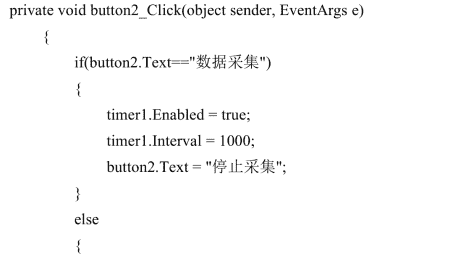 private void button2_Click(object sender, EventArgs e)
{
if(button2.Text=="数据采集")
{
timer1.Enabled = true;
timer1.Interval = 1000;
button2.Text = "停止采集";
}
else
{